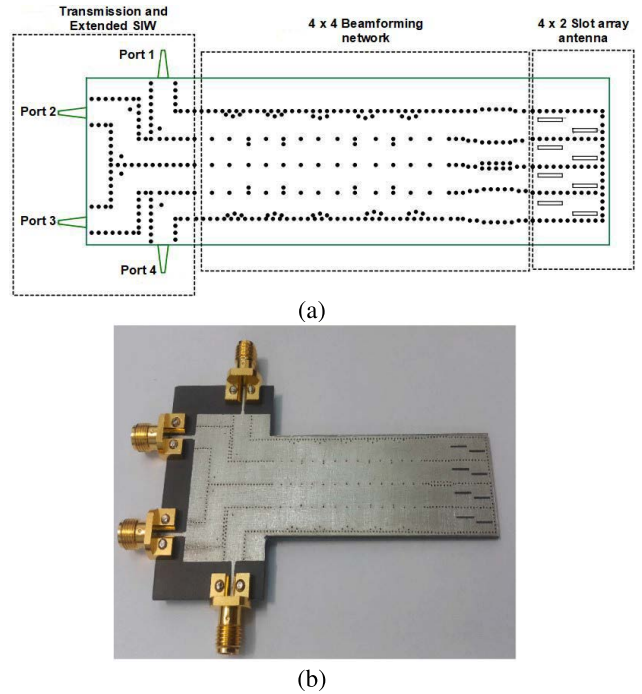 Transmission and
Extended SIW
4 x 4 Beamforming
network
4 x 2 Slot array
antenna
Port 1
Port 2
Port 3
Port 4
(a)
(b)